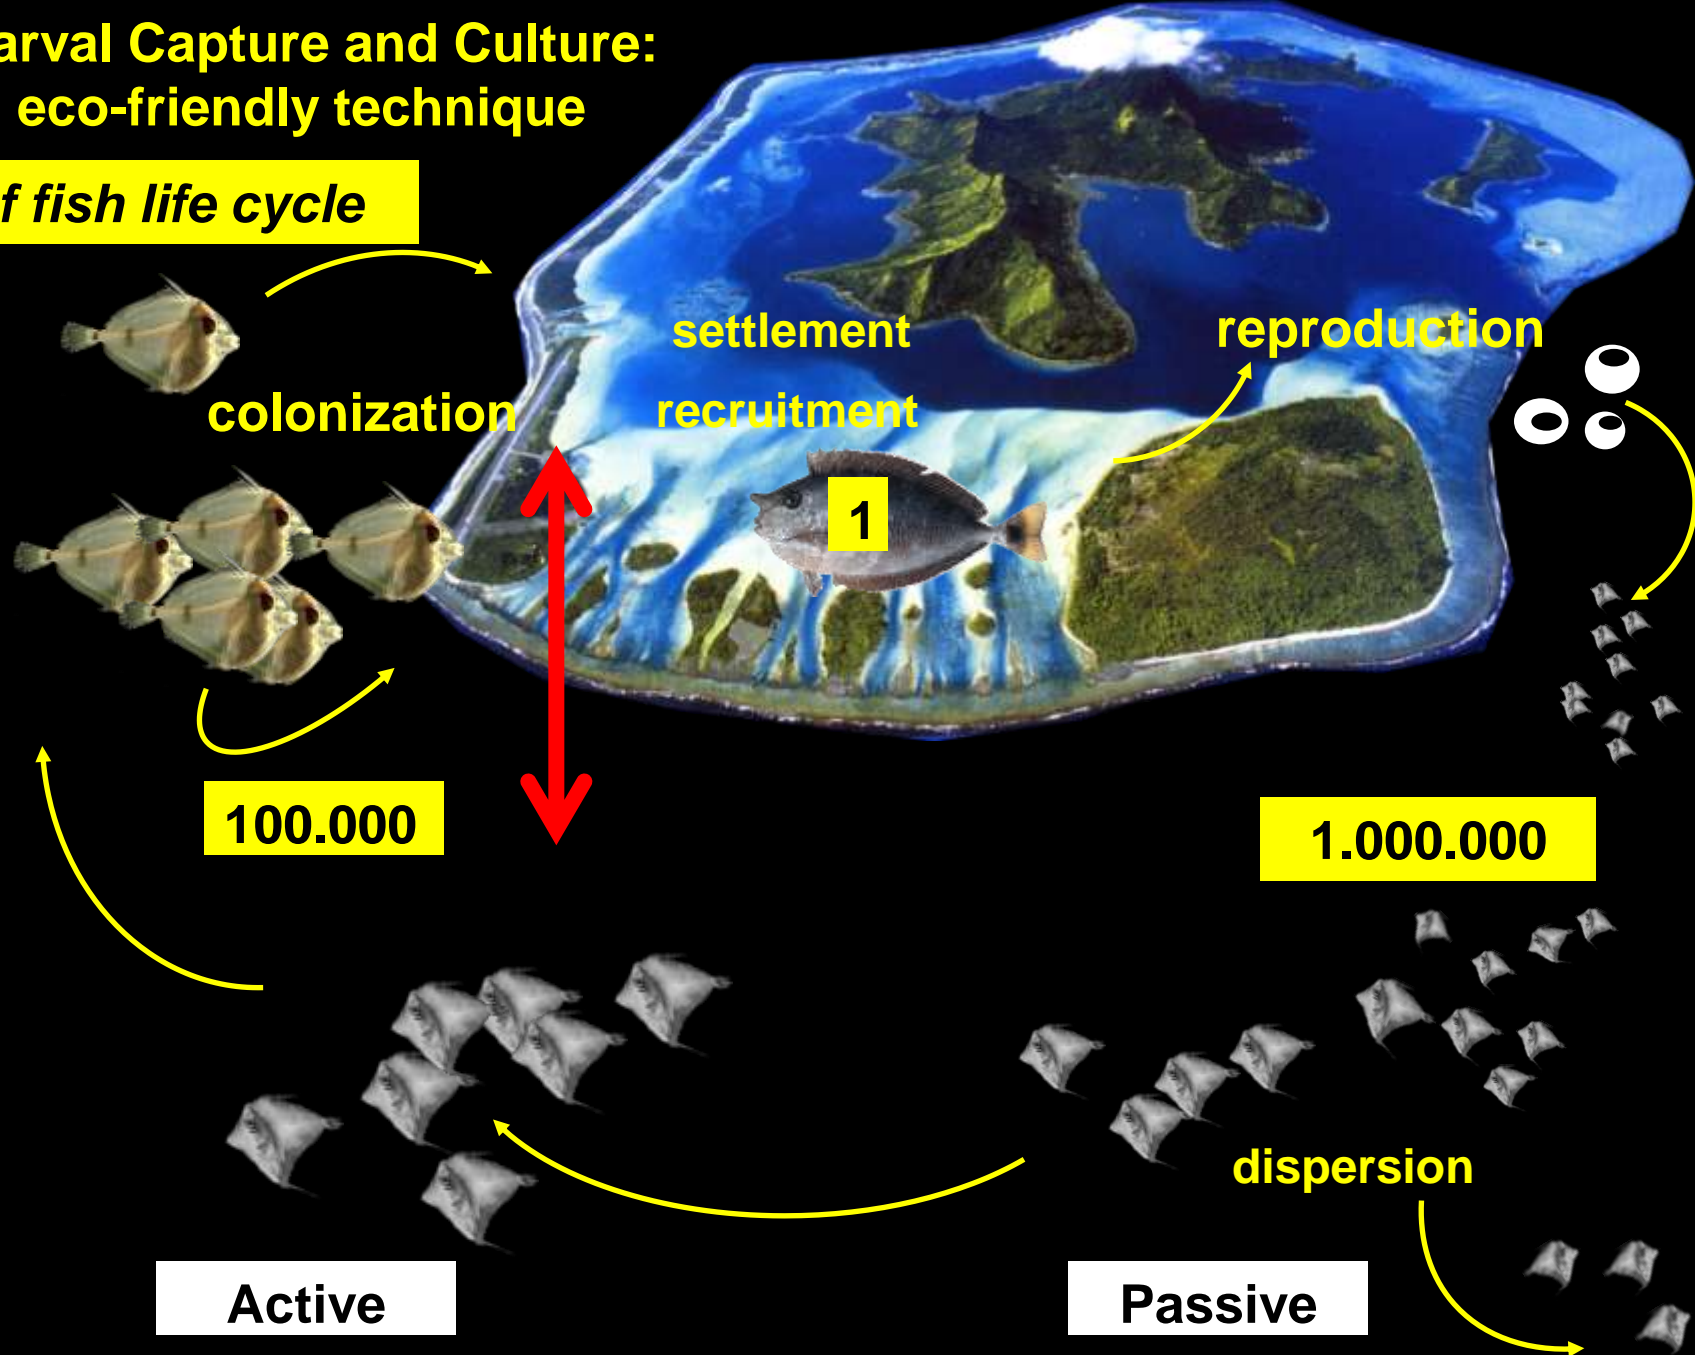 arval Capture and Culture:
eco-friendly technique
f fish life cycle
settlement
reproduction
colonization
recruitment
1
100.000
1.000.000
dispersion
Active
Passive